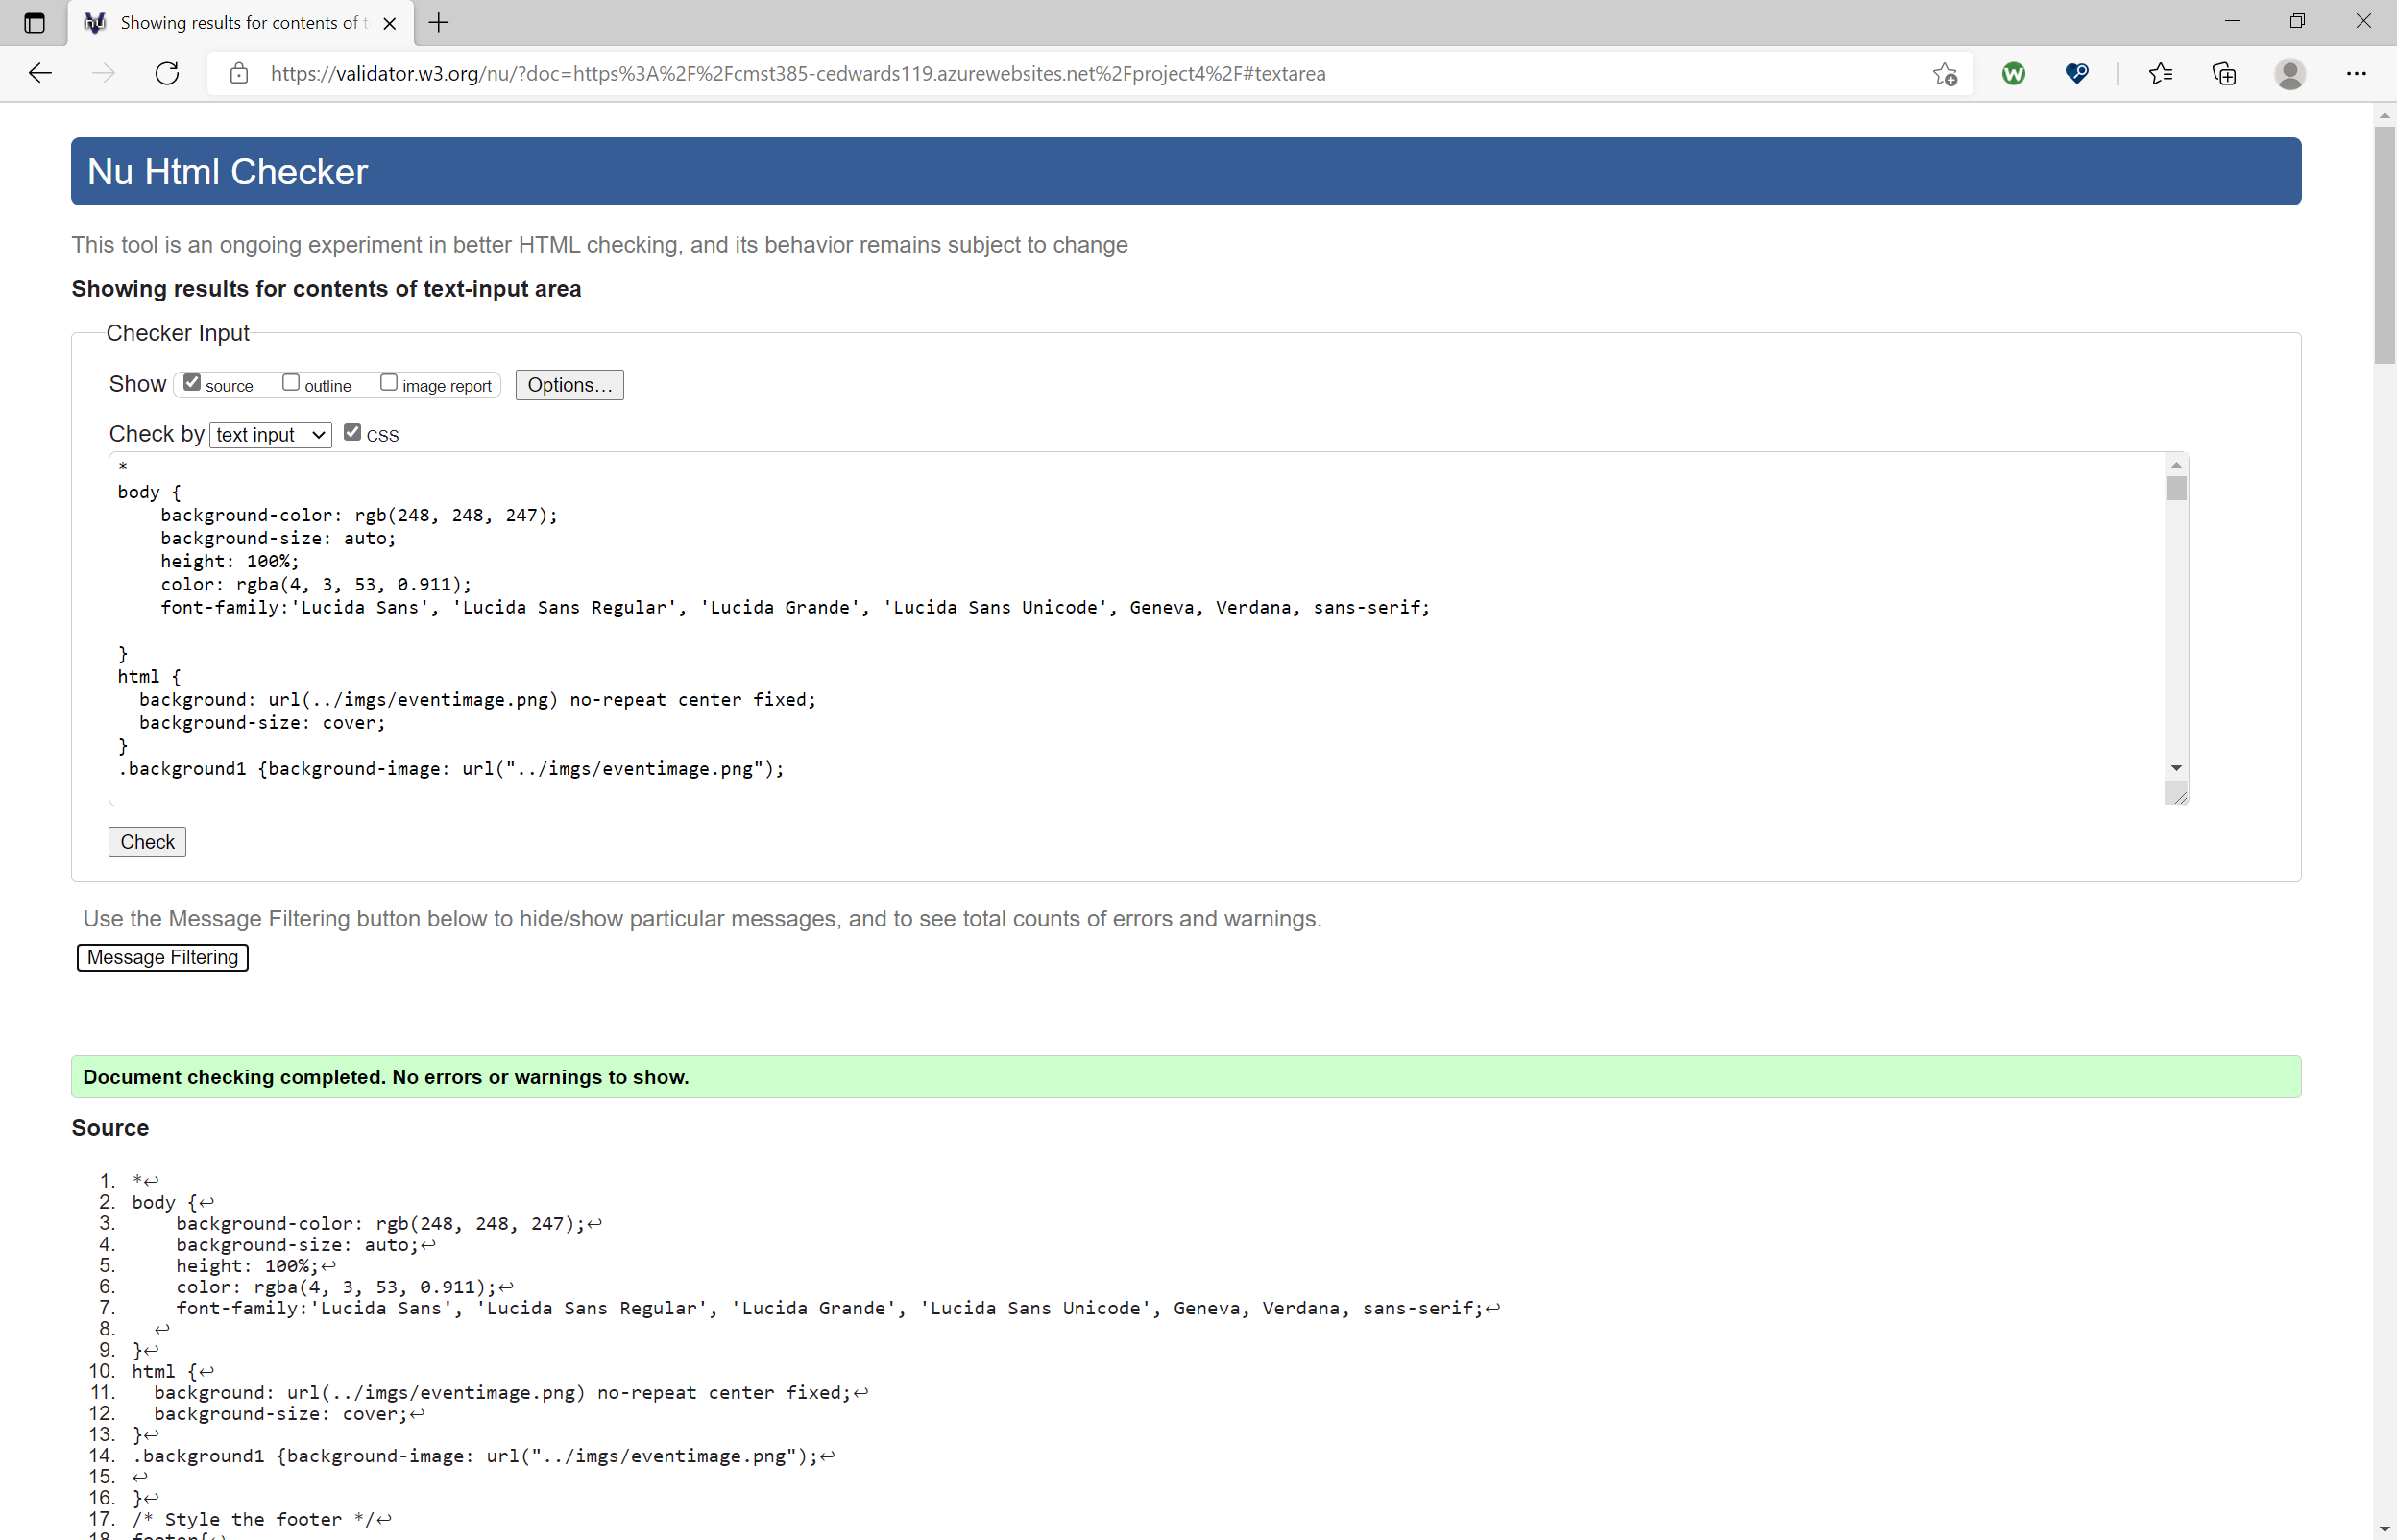 Showing results for contents of t
https://validator.w3.org/nu/?doc=https%3A%2F%2Fcmst385-cedwards119.azurewebsites.net%2Fproject4%2F#textarea
Nu Html Checker
This tool is an ongoing experiment in better HTML checking, and its behavior remains subject to change
Showing results for contents of text-input area
Checker Input
Show source outline image report Options...
Check by text input CSS
*
body {
    background-color: rgb(248, 248, 247);
    background-size: auto;
    height: 100%;
    color: rgba(4, 3, 53, 0.911);
    font-family:'Lucida Sans', 'Lucida Sans Regular', 'Lucida Grande', 'Lucida Sans Unicode', Geneva, Verdana, sans-serif;
}
html {
  background: url(../imgs/eventimage.png) no-repeat center fixed;
  background-size: cover;
}
.background1 {background-image: url("../imgs/eventimage.png");
Check
Use the Message Filtering button below to hide/show particular messages, and to see total counts of errors and warnings.
Message Filtering
Document checking completed. No errors or warnings to show.
Source
1. *↩
2. body {↩
3.     background-color: rgb(248, 248, 247);↩
4.     background-size: auto;↩
5.     height: 100%;↩
6.     color: rgba(4, 3, 53, 0.911);↩
7.     font-family:'Lucida Sans', 'Lucida Sans Regular', 'Lucida Grande', 'Lucida Sans Unicode', Geneva, Verdana, sans-serif;↩
8.   ↩
9. }↩
10. html {↩
11.   background: url(../imgs/eventimage.png) no-repeat center fixed;↩
12.   background-size: cover;↩
13. }↩
14. .background1 {background-image: url("../imgs/eventimage.png");↩
15. ↩
16. }↩
17. /* Style the footer */↩
18. footer{↩